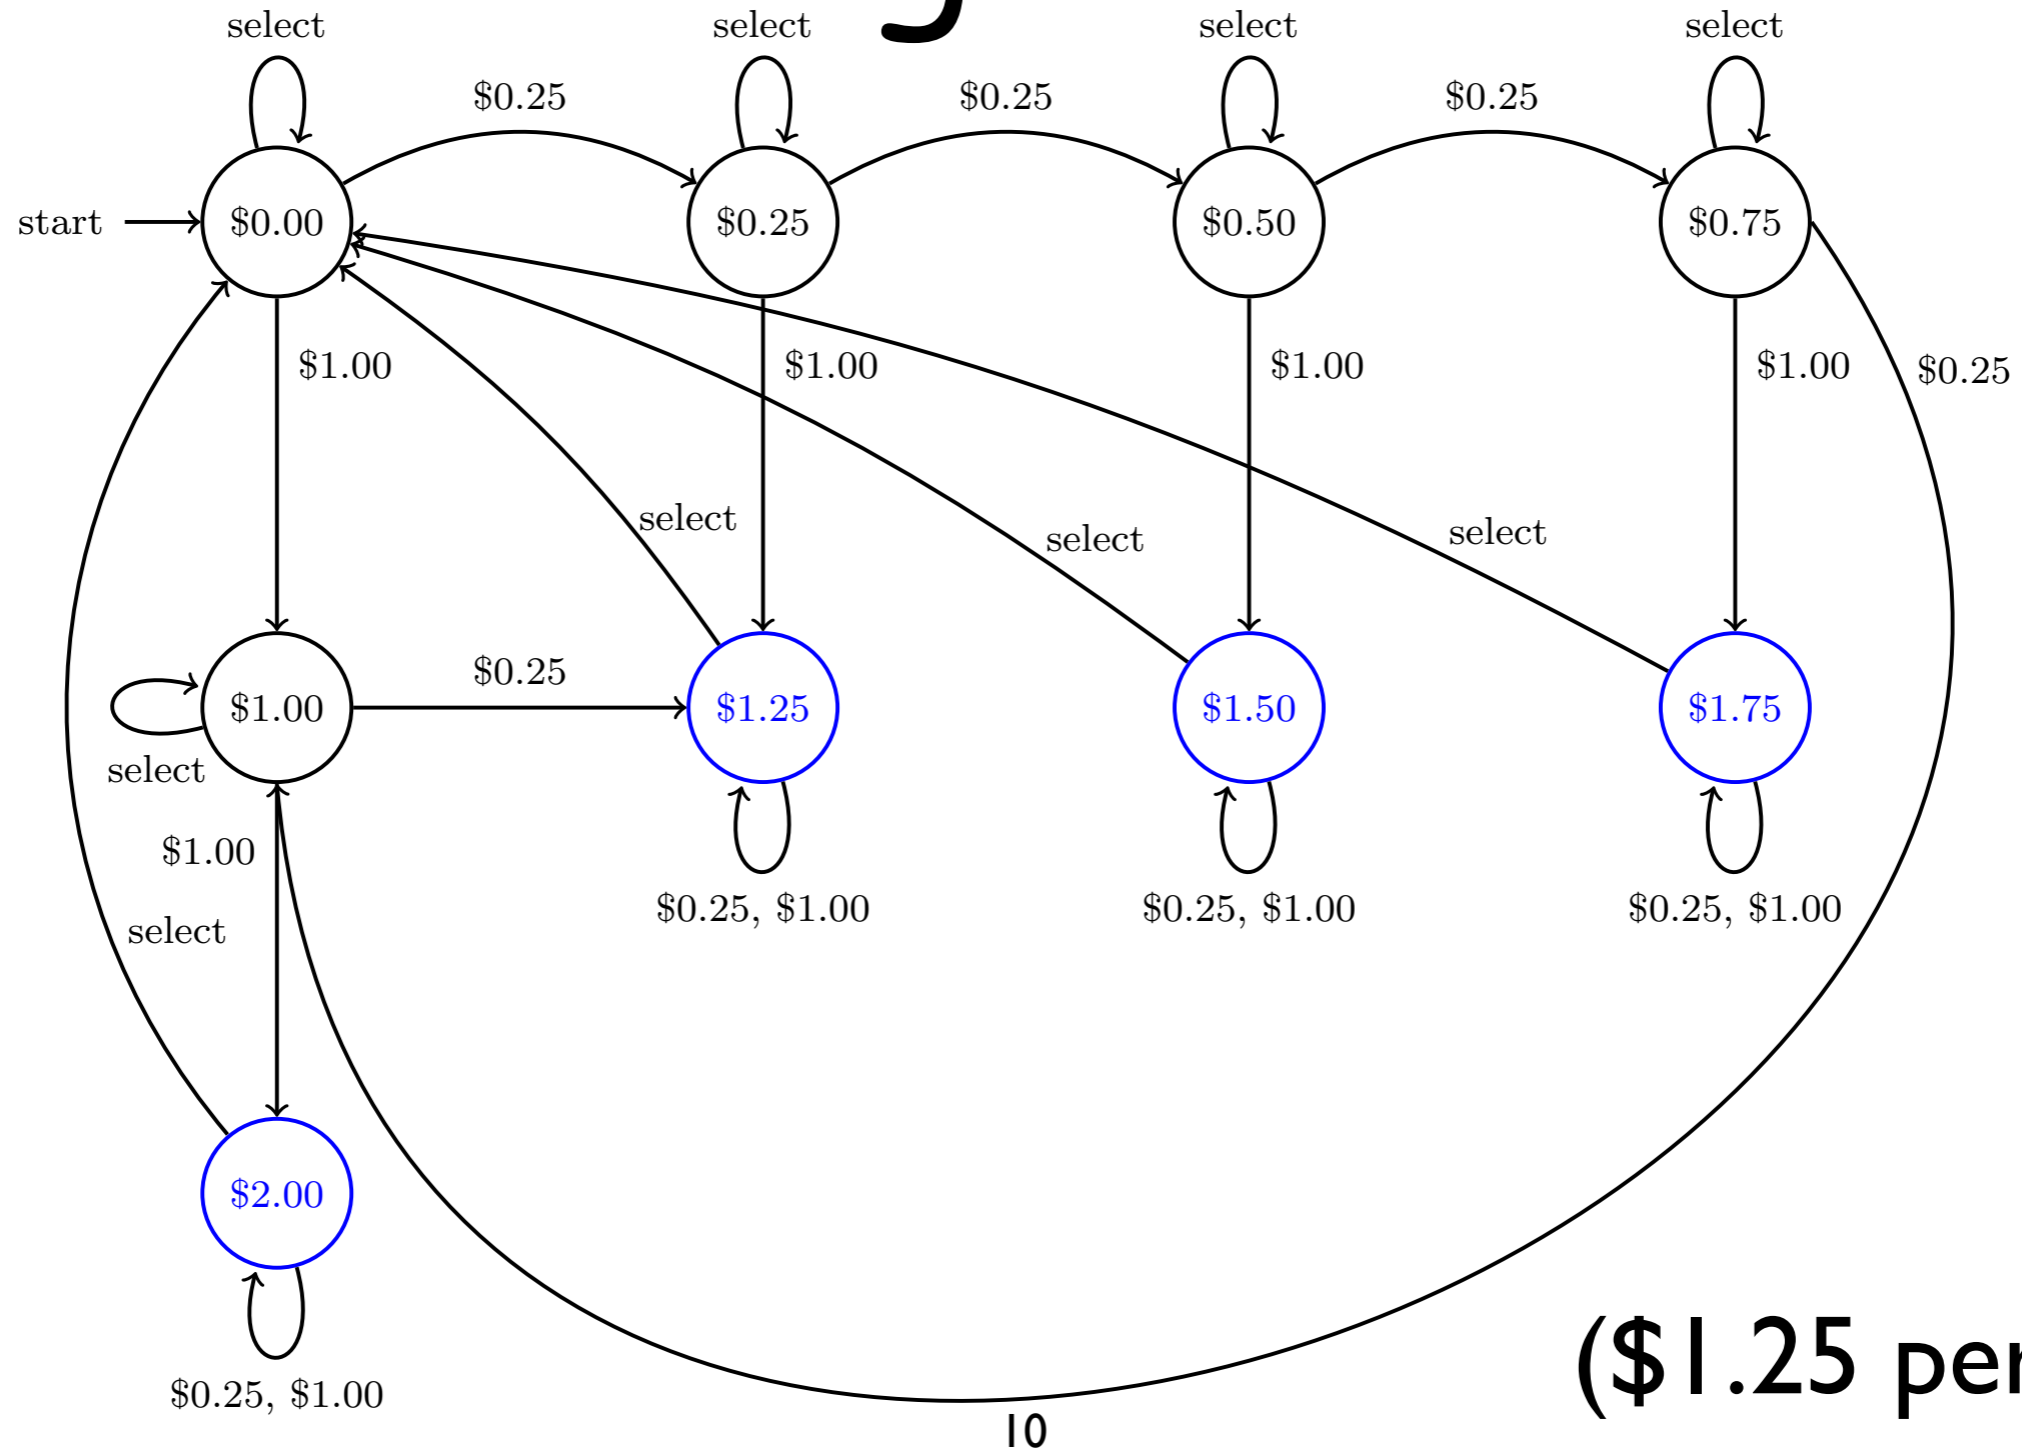 select select select select
$0.25 $0.25 $0.25
start $0.00 $0.25 $0.50 $0.75
$1.00 $1.00 $1.00 $1.00 $0.25
select select select
$0.25
$1.00 $1.25 $1.50 $1.75
select
$1.00
$0.25, $1.00 $0.25, $1.00 $0.25, $1.00
select
$2.00
($1.25 per
$0.25, $1.00
10